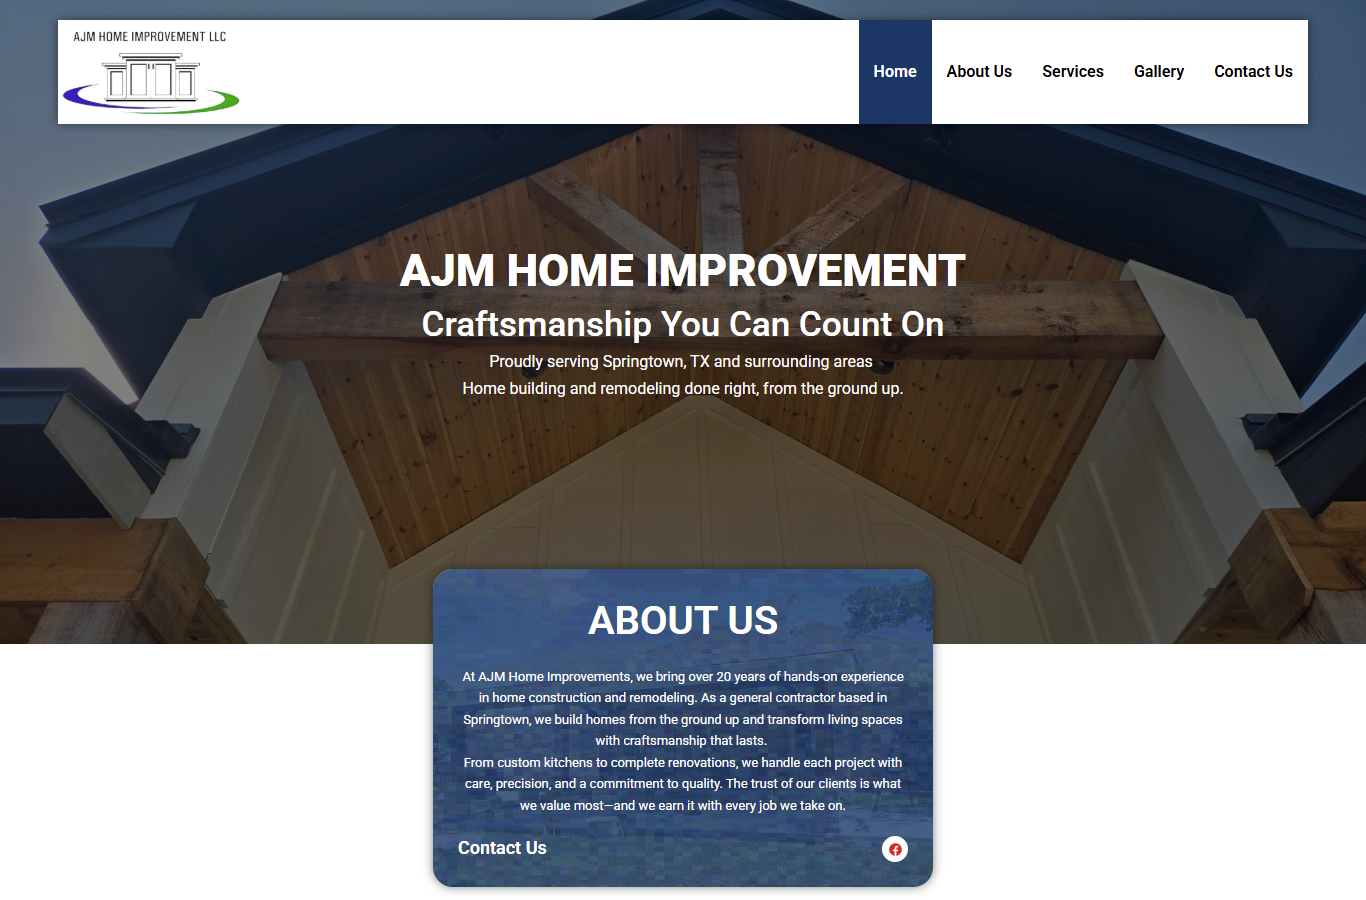 AJM HOME IMPROVEMENT LLC
Home About Us Services Gallery Contact Us
AJM HOME IMPROVEMENT
Craftsmanship You Can Count On
Proudly serving Springtown, TX and surrounding areas
Home building and remodeling done right, from the ground up.
ABOUT US
At AJM Home Improvements, we bring over 20 years of hands-on experience
in home construction and remodeling. As a general contractor based in
Springtown, we build homes from the ground up and transform living spaces
with craftsmanship that lasts.
From custom kitchens to complete renovations, we handle each project with
care, precision, and a commitment to quality. The trust of our clients is what
we value most—and we earn it with every job we take on.
Contact Us